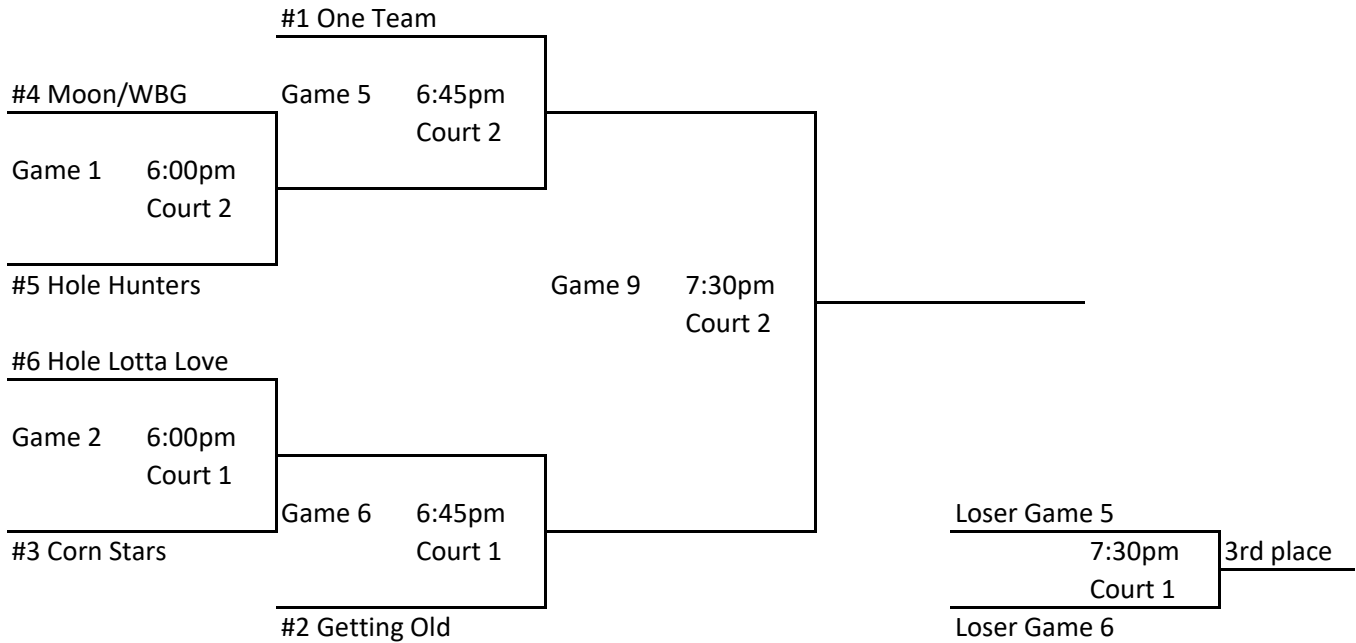 #1 One Team
#4 Moon/WBG
Game 5 6:45pm
Court 2
Game 1 6:00pm
Court 2
#5 Hole Hunters
Game 9 7:30pm
Court 2
#6 Hole Lotta Love
Game 2 6:00pm
Court 1
Game 6 6:45pm
Court 1
#3 Corn Stars
#2 Getting Old
Loser Game 5
7:30pm
Court 1
3rd place
Loser Game 6